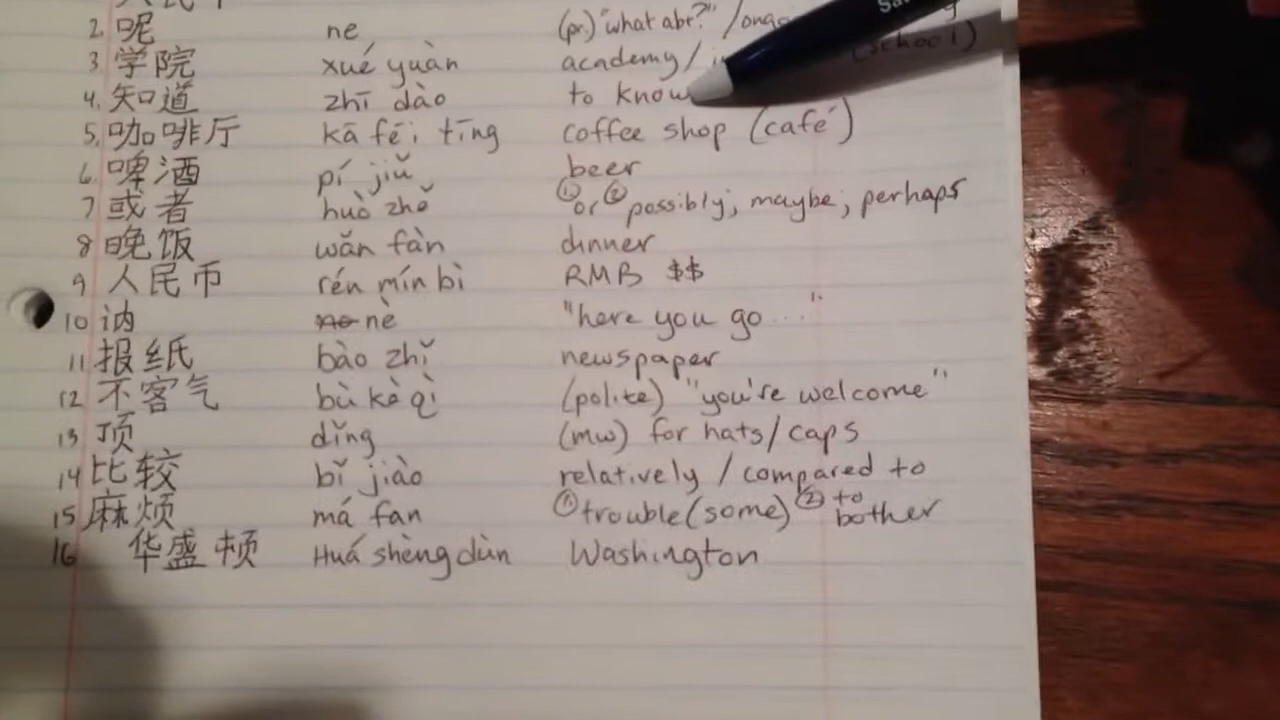 2. 呢 ne (pr.) "what abt?" /
3. 学院 xué yuàn academy/ (school)
4. 知道 zhī dào to know
5. 咖啡厅 kā fēi tīng coffee shop (café)
6. 啤酒 pí jiǔ beer
7 或者 huò zhě ① or ② possibly; maybe; perhaps
8 晚饭 wǎn fàn dinner
9 人民币 rén mín bì RMB $$
10 讷 nè "here you go ..."
11 报纸 bào zhǐ newspaper
12 不客气 bù kè qì (polite) "you're welcome"
13 顶 dǐng (mw) for hats/caps
14 比较 bǐ jiào relatively / compared to
15 麻烦 má fan ① trouble(some) ② to bother
16 华盛顿 Huá shèng dùn Washington